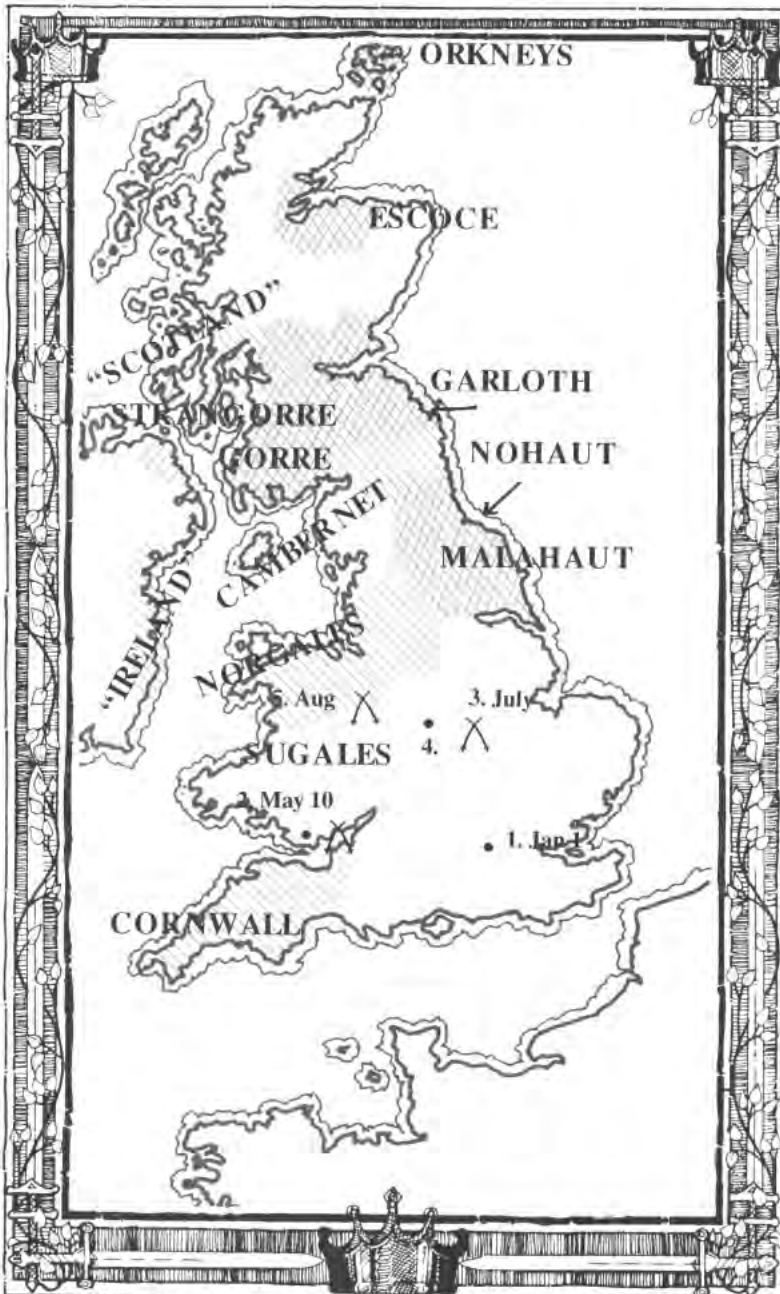 ORKNEYS
ESCOCE
"SCOTLAND"
GARLOTH
STRANGORRE
GORRE
NOHAUT
CAMBERNET
MALAHAUT
"IRELAND"
NORGALES
5. Aug
3. July
4.
SUGALES
2. May 10
1. Jan 1
CORNWALL